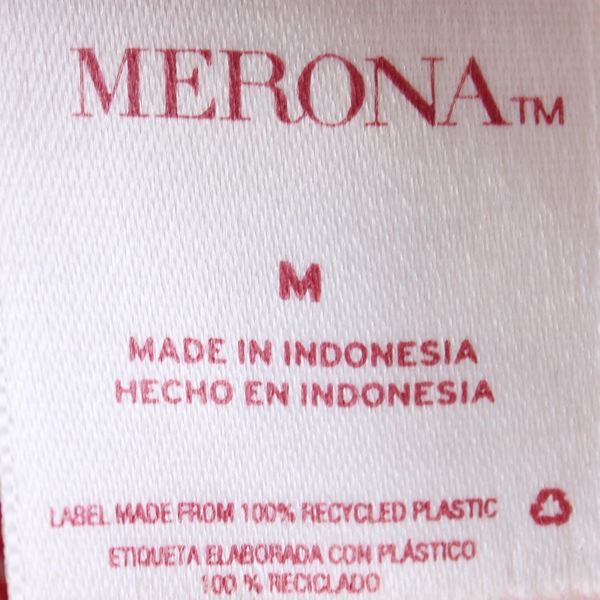 MERONA™
M
MADE IN INDONESIA
HECHO EN INDONESIA
LABEL MADE FROM 100% RECYCLED PLASTIC
ETIQUETA ELABORADA CON PLÁSTICO
100 % RECICLADO